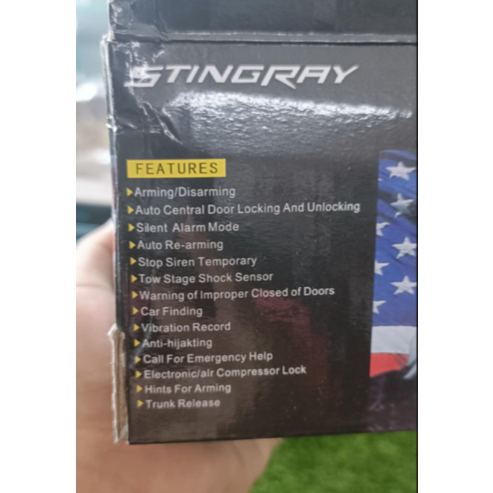 STINGRAY
FEATURES
Arming/Disarming
Auto Central Door Locking And Unlocking
Silent Alarm Mode
Auto Re-arming
Stop Siren Temporary
Tow Stage Shock Sensor
Warning of Improper Closed of Doors
Car Finding
Vibration Record
Anti-hijakting
Call For Emergency Help
Electronic/air Compressor Lock
Hints For Arming
Trunk Release